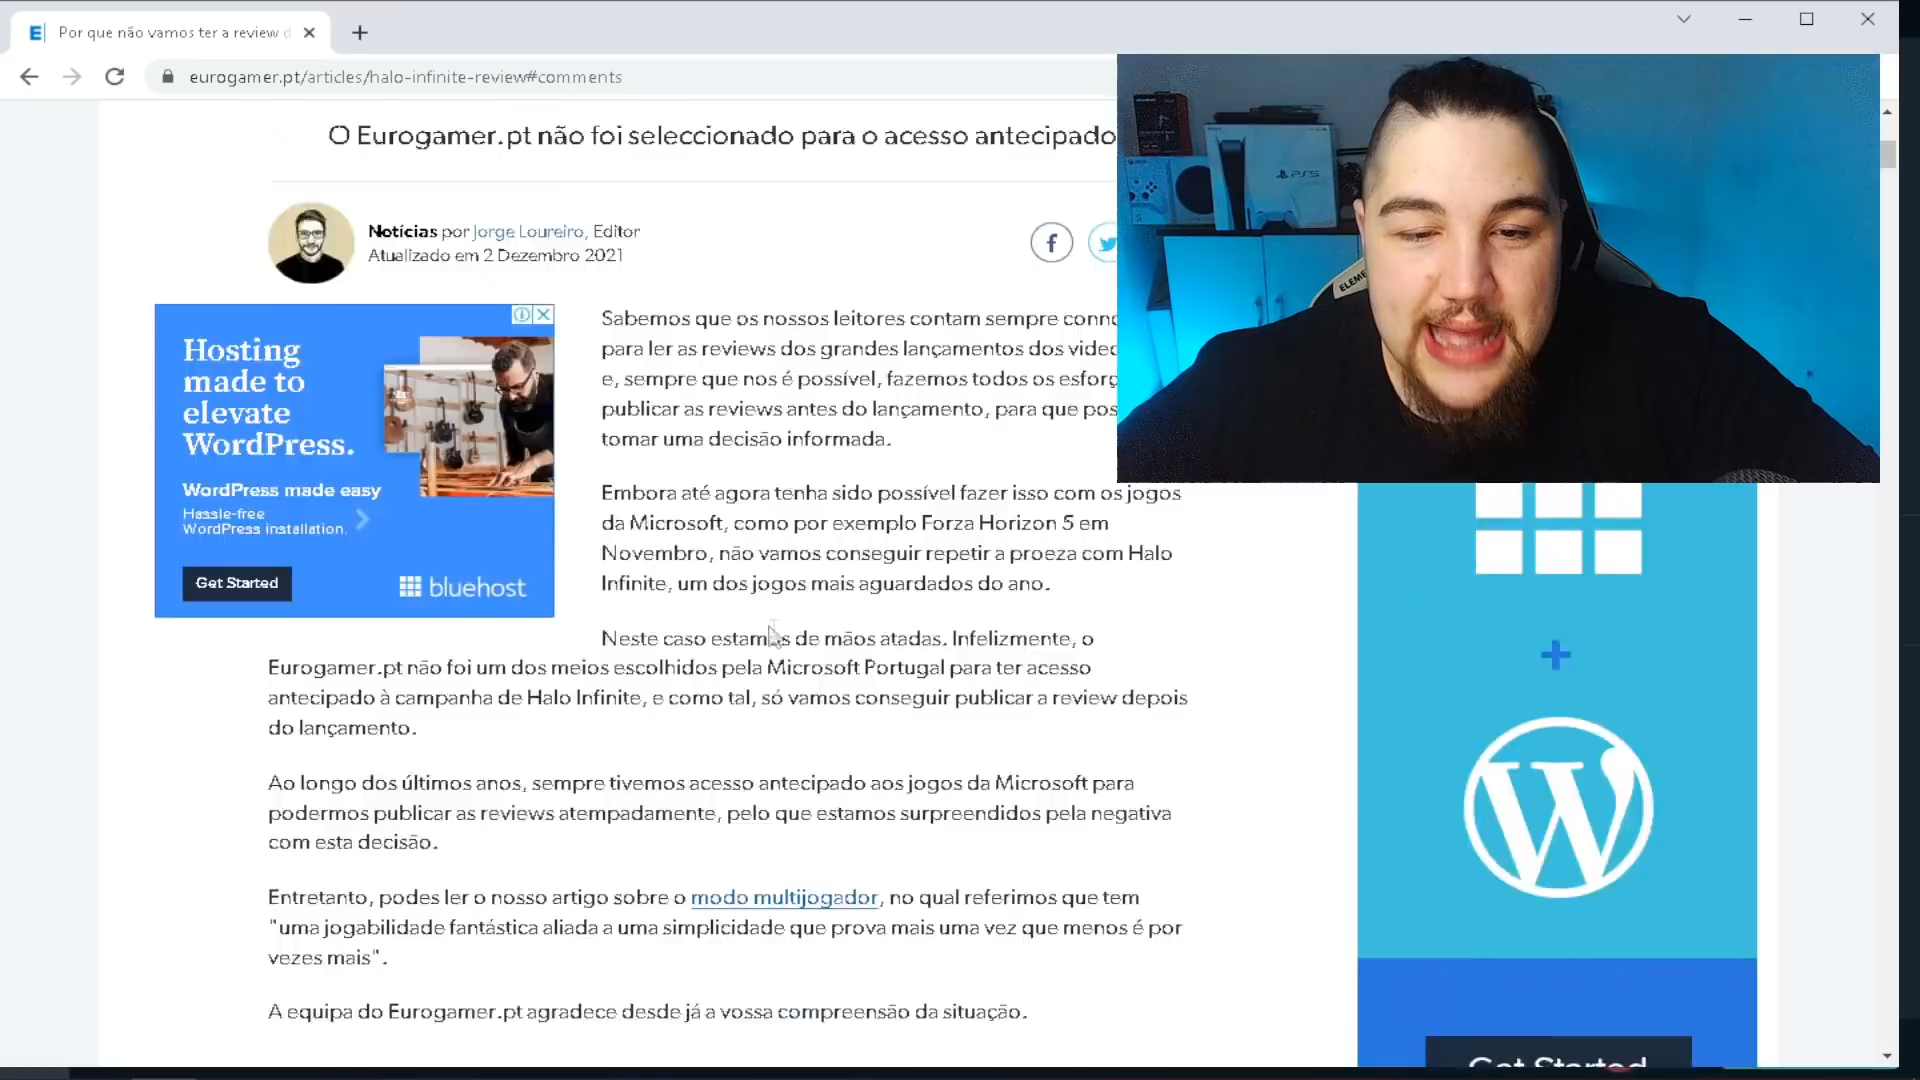 Por que não vamos ter a review d
eurogamer.pt/articles/halo-infinite-review#comments
O Eurogamer.pt não foi seleccionado para o acesso antecipado
Notícias por Jorge Loureiro, Editor
Atualizado em 2 Dezembro 2021
Hosting
made to
elevate
WordPress.
WordPress made easy
Hassle-free
WordPress installation.
Get Started
bluehost
Sabemos que os nossos leitores contam sempre
para ler as reviews dos grandes lançamentos dos
e, sempre que nos é possível, fazemos todos os
publicar as reviews antes do lançamento, para que
tomar uma decisão informada.
Embora até agora tenha sido possível fazer isso com os jogos
da Microsoft, como por exemplo Forza Horizon 5 em
Novembro, não vamos conseguir repetir a proeza com Halo
Infinite, um dos jogos mais aguardados do ano.
Neste caso estamos de mãos atadas. Infelizmente, o
Eurogamer.pt não foi um dos meios escolhidos pela Microsoft Portugal para ter acesso
antecipado à campanha de Halo Infinite, e como tal, só vamos conseguir publicar a review depois
do lançamento.
Ao longo dos últimos anos, sempre tivemos acesso antecipado aos jogos da Microsoft para
podermos publicar as reviews atempadamente, pelo que estamos surpreendidos pela negativa
com esta decisão.
Entretanto, podes ler o nosso artigo sobre o modo multijogador, no qual referimos que tem
"uma jogabilidade fantástica aliada a uma simplicidade que prova mais uma vez que menos é por
vezes mais".
A equipa do Eurogamer.pt agradece desde já a vossa compreensão da situação.
PS5
ELEME
Get Started